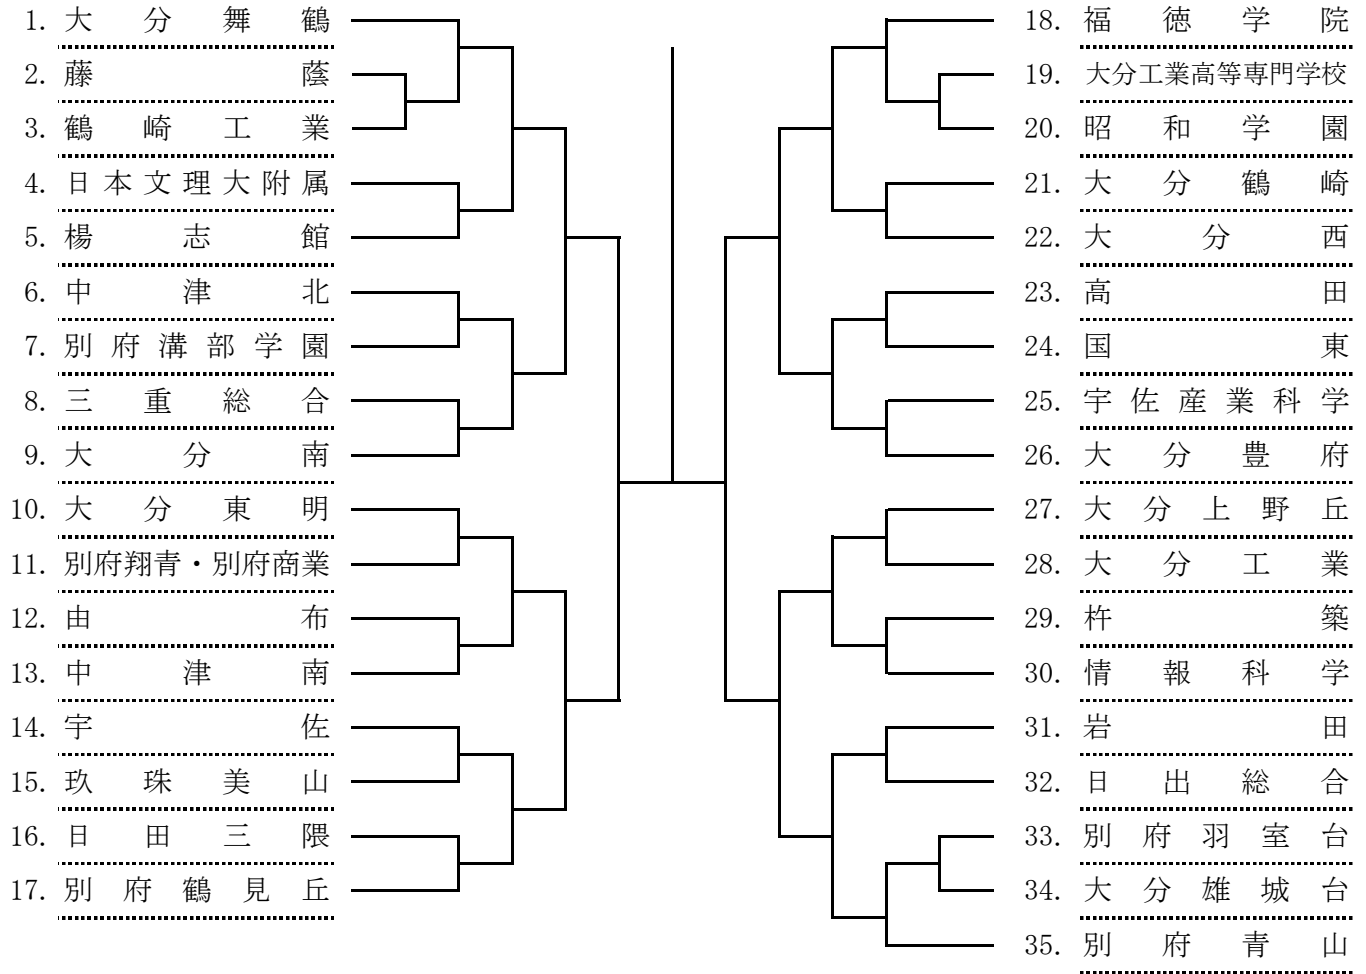 1. 大分舞鶴
2. 藤蔭
3. 鶴崎工業
4. 日本文理大附属
5. 楊志館
6. 中津北
7. 別府溝部学園
8. 三重総合
9. 大分南
10. 大分東明
11. 別府翔青・別府商業
12. 由布
13. 中津南
14. 宇佐
15. 玖珠美山
16. 日田三隈
17. 別府鶴見丘
18. 福徳学院
19. 大分工業高等専門学校
20. 昭和学園
21. 大分鶴崎
22. 大分西
23. 高田
24. 国東
25. 宇佐産業科学
26. 大分豊府
27. 大分上野丘
28. 大分工業
29. 杵築
30. 情報科学
31. 岩田
32. 日出総合
33. 別府羽室台
34. 大分雄城台
35. 別府青山